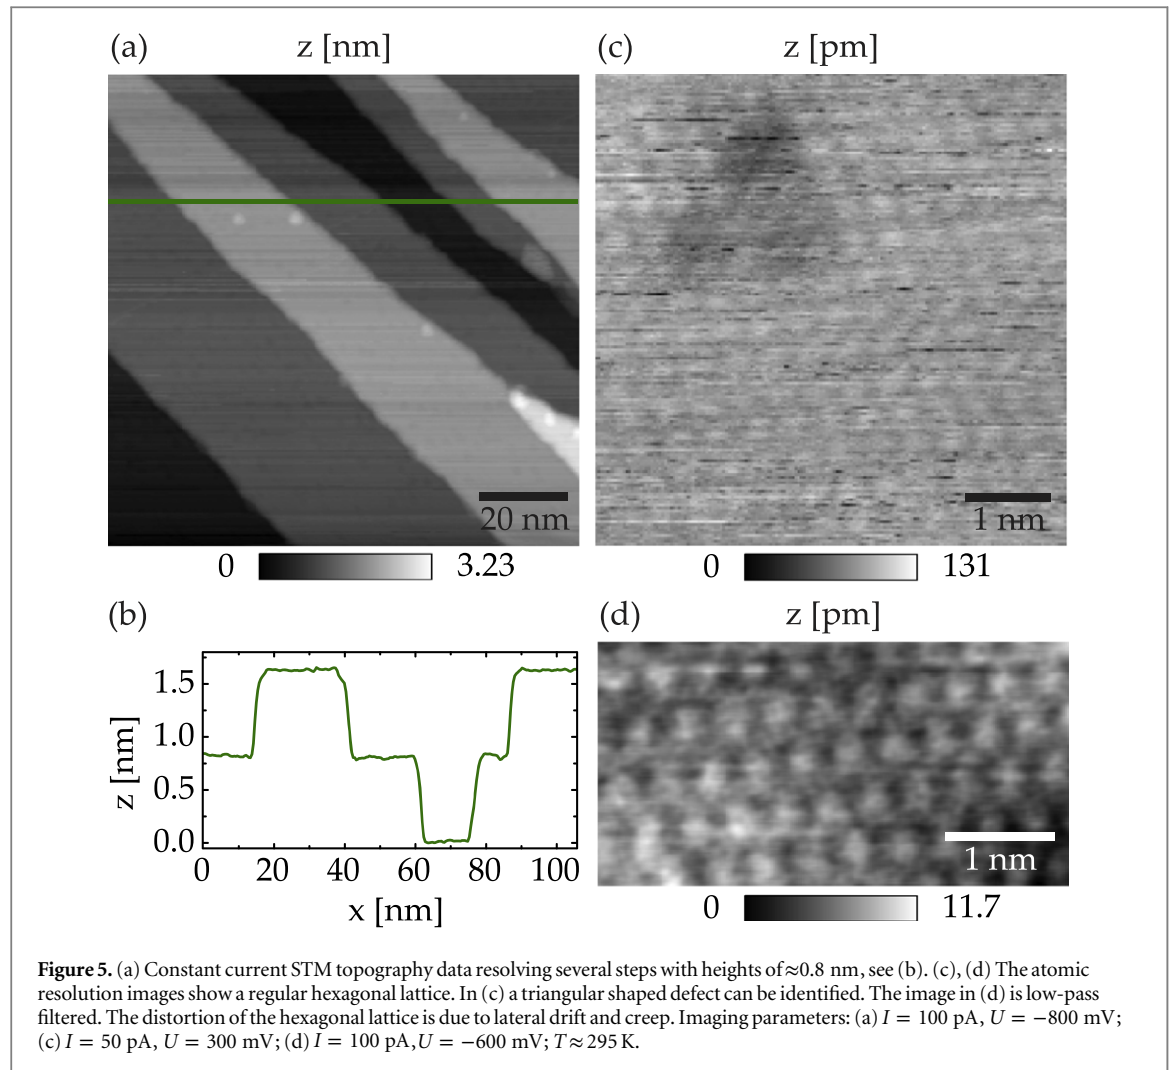 (a)
z [nm]
20 nm
0
3.23
(c)
z [pm]
1 nm
0
131
(b)
z [nm]
1.5
1.0
0.5
0.0
0
20
40
60
80
100
x [nm]
(d)
z [pm]
1 nm
0
11.7
Figure 5. (a) Constant current STM topography data resolving several steps with heights of ≈0.8 nm, see (b). (c), (d) The atomic
resolution images show a regular hexagonal lattice. In (c) a triangular shaped defect can be identified. The image in (d) is low-pass
filtered. The distortion of the hexagonal lattice is due to lateral drift and creep. Imaging parameters: (a) I = 100 pA, U = −800 mV;
(c) I = 50 pA, U = 300 mV; (d) I = 100 pA, U = −600 mV; T ≈ 295 K.